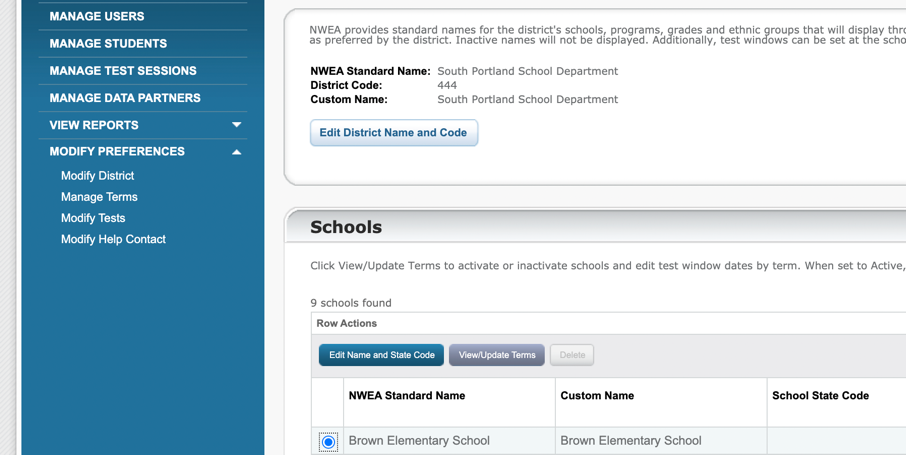 MANAGE USERS
MANAGE STUDENTS
MANAGE TEST SESSIONS
MANAGE DATA PARTNERS
VIEW REPORTS
MODIFY PREFERENCES
Modify District
Manage Terms
Modify Tests
Modify Help Contact
NWEA provides standard names for the district's schools, programs, grades and ethnic groups that will display thr
as preferred by the district. Inactive names will not be displayed. Additionally, test windows can be set at the scho
NWEA Standard Name: South Portland School Department
District Code: 444
Custom Name: South Portland School Department
Edit District Name and Code
Schools
Click View/Update Terms to activate or inactivate schools and edit test window dates by term. When set to Active,
9 schools found
Row Actions
Edit Name and State Code View/Update Terms Delete
NWEA Standard Name Custom Name School State Code
Brown Elementary School Brown Elementary School